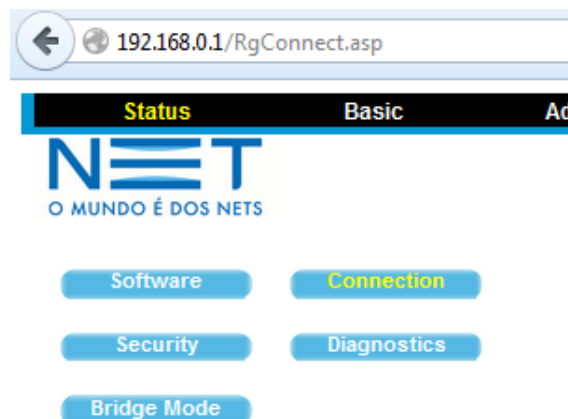 192.168.0.1/RgConnect.asp
Status Basic Ad
NET
O MUNDO É DOS NETS
Software Connection
Security Diagnostics
Bridge Mode